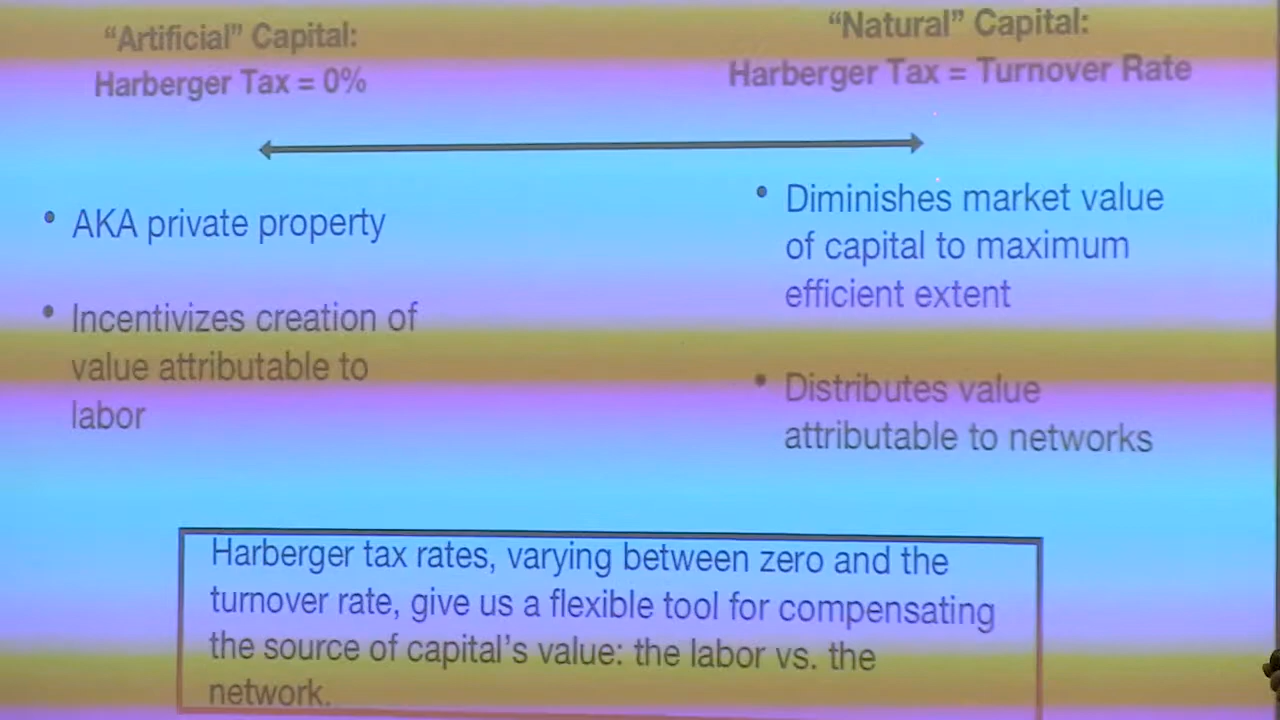 “Artificial” Capital:
Harberger Tax = 0%
“Natural” Capital:
Harberger Tax = Turnover Rate
• AKA private property
• Incentivizes creation of
value attributable to
labor
• Diminishes market value
of capital to maximum
efficient extent
• Distributes value
attributable to networks
Harberger tax rates, varying between zero and the
turnover rate, give us a flexible tool for compensating
the source of capital’s value: the labor vs. the
network.